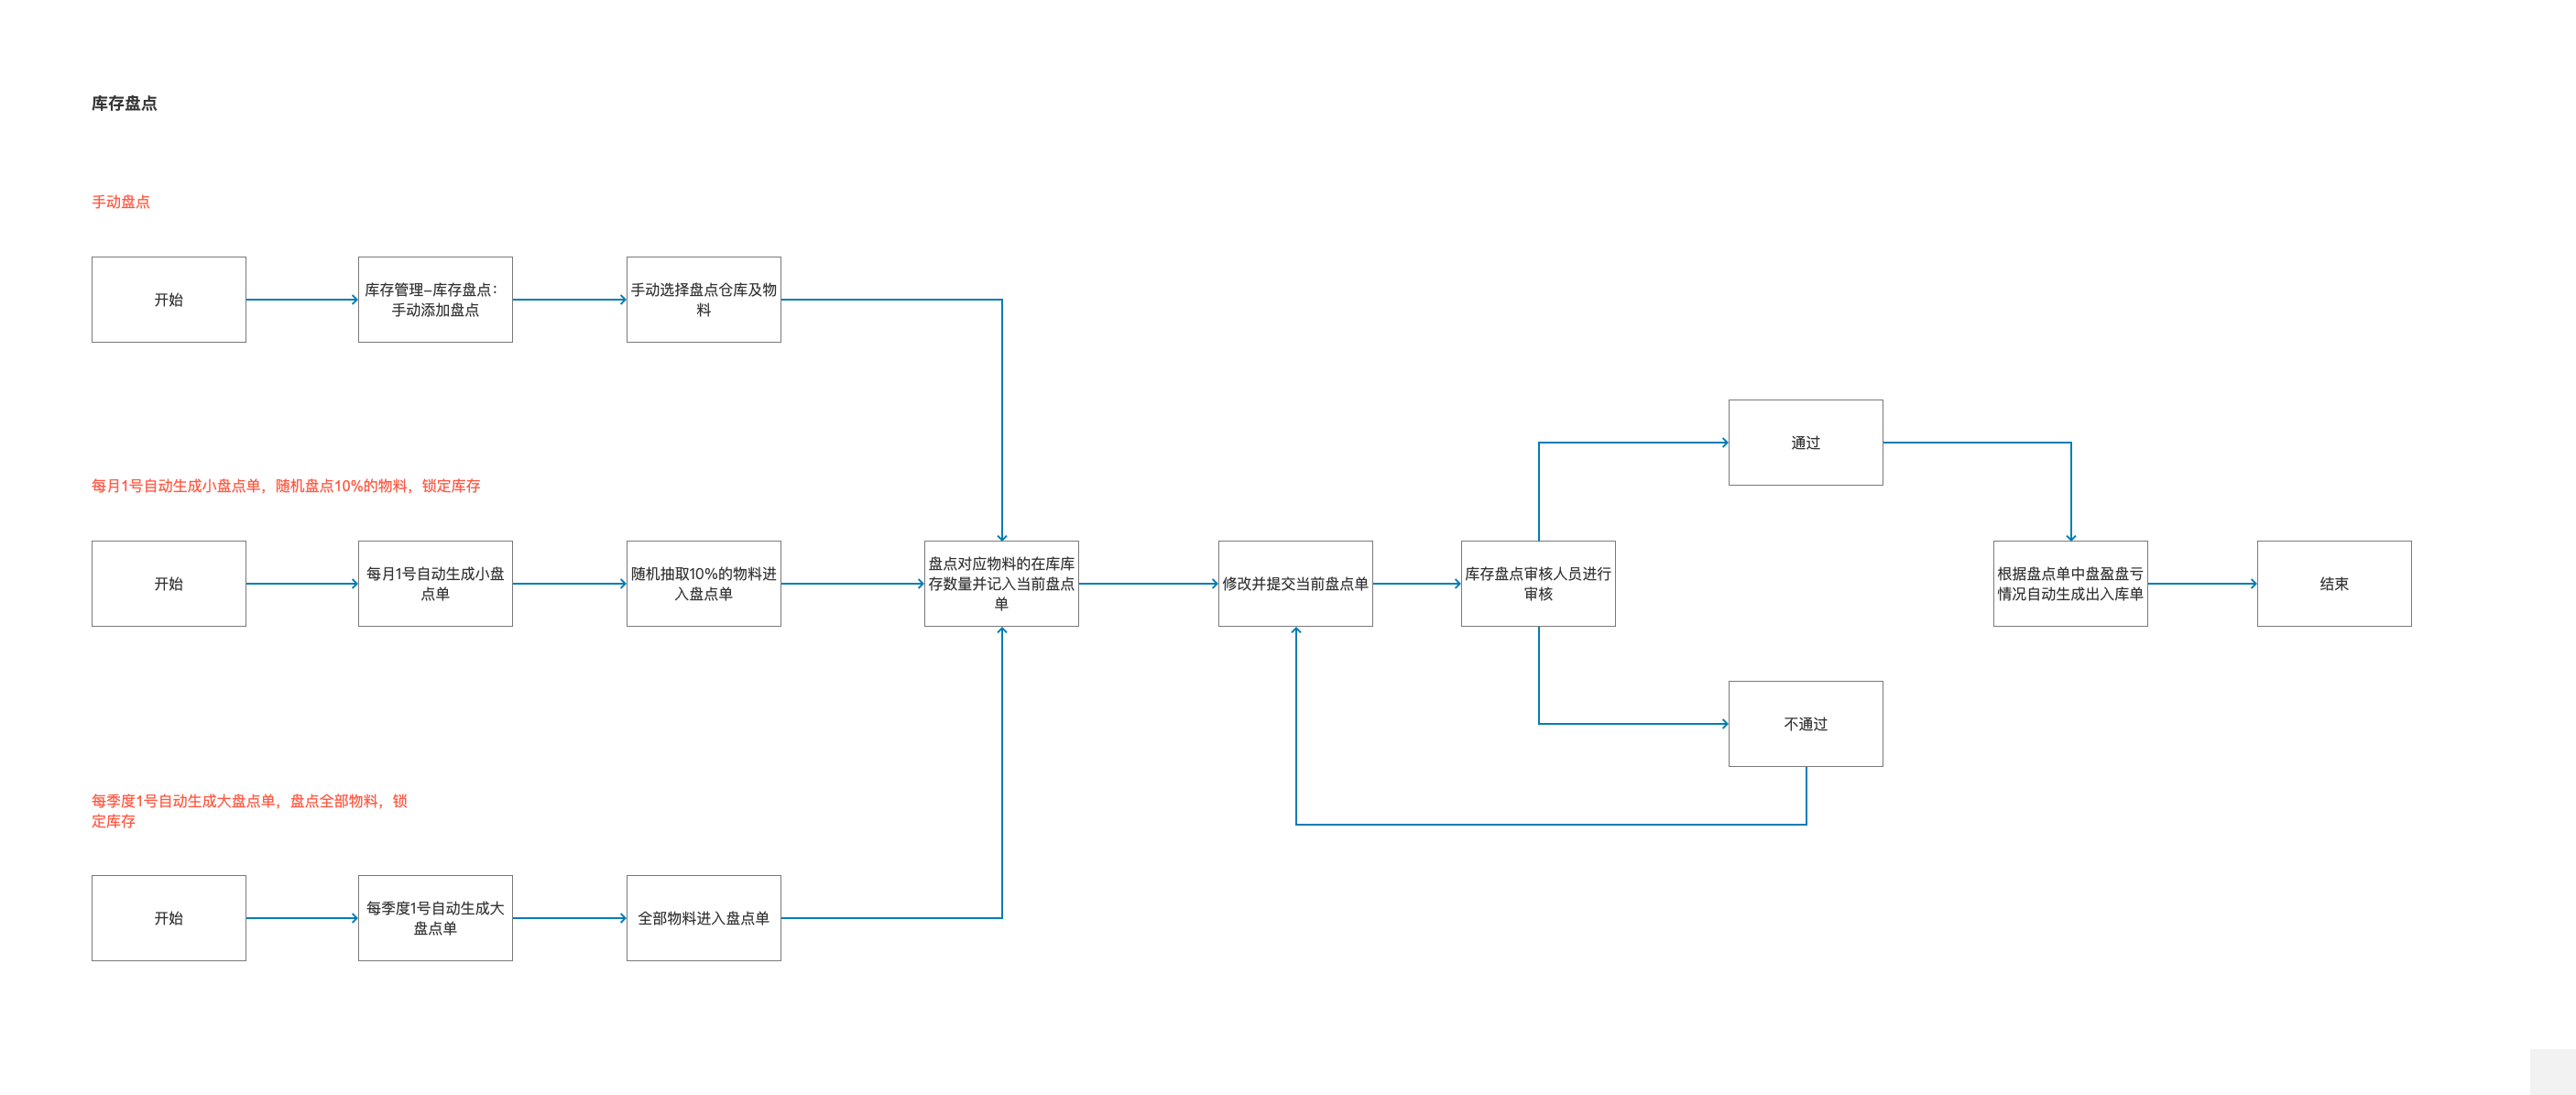 库存盘点
手动盘点
开始
库存管理-库存盘点：
手动添加盘点
手动选择盘点仓库及物
料
通过
每月1号自动生成小盘点单，随机盘点10%的物料，锁定库存
开始
每月1号自动生成小盘
点单
随机抽取10%的物料进
入盘点单
盘点对应物料的在库库
存数量并记入当前盘点
单
修改并提交当前盘点单
库存盘点审核人员进行
审核
根据盘点单中盘盈盘亏
情况自动生成出入库单
结束
不通过
每季度1号自动生成大盘点单，盘点全部物料，锁
定库存
开始
每季度1号自动生成大
盘点单
全部物料进入盘点单